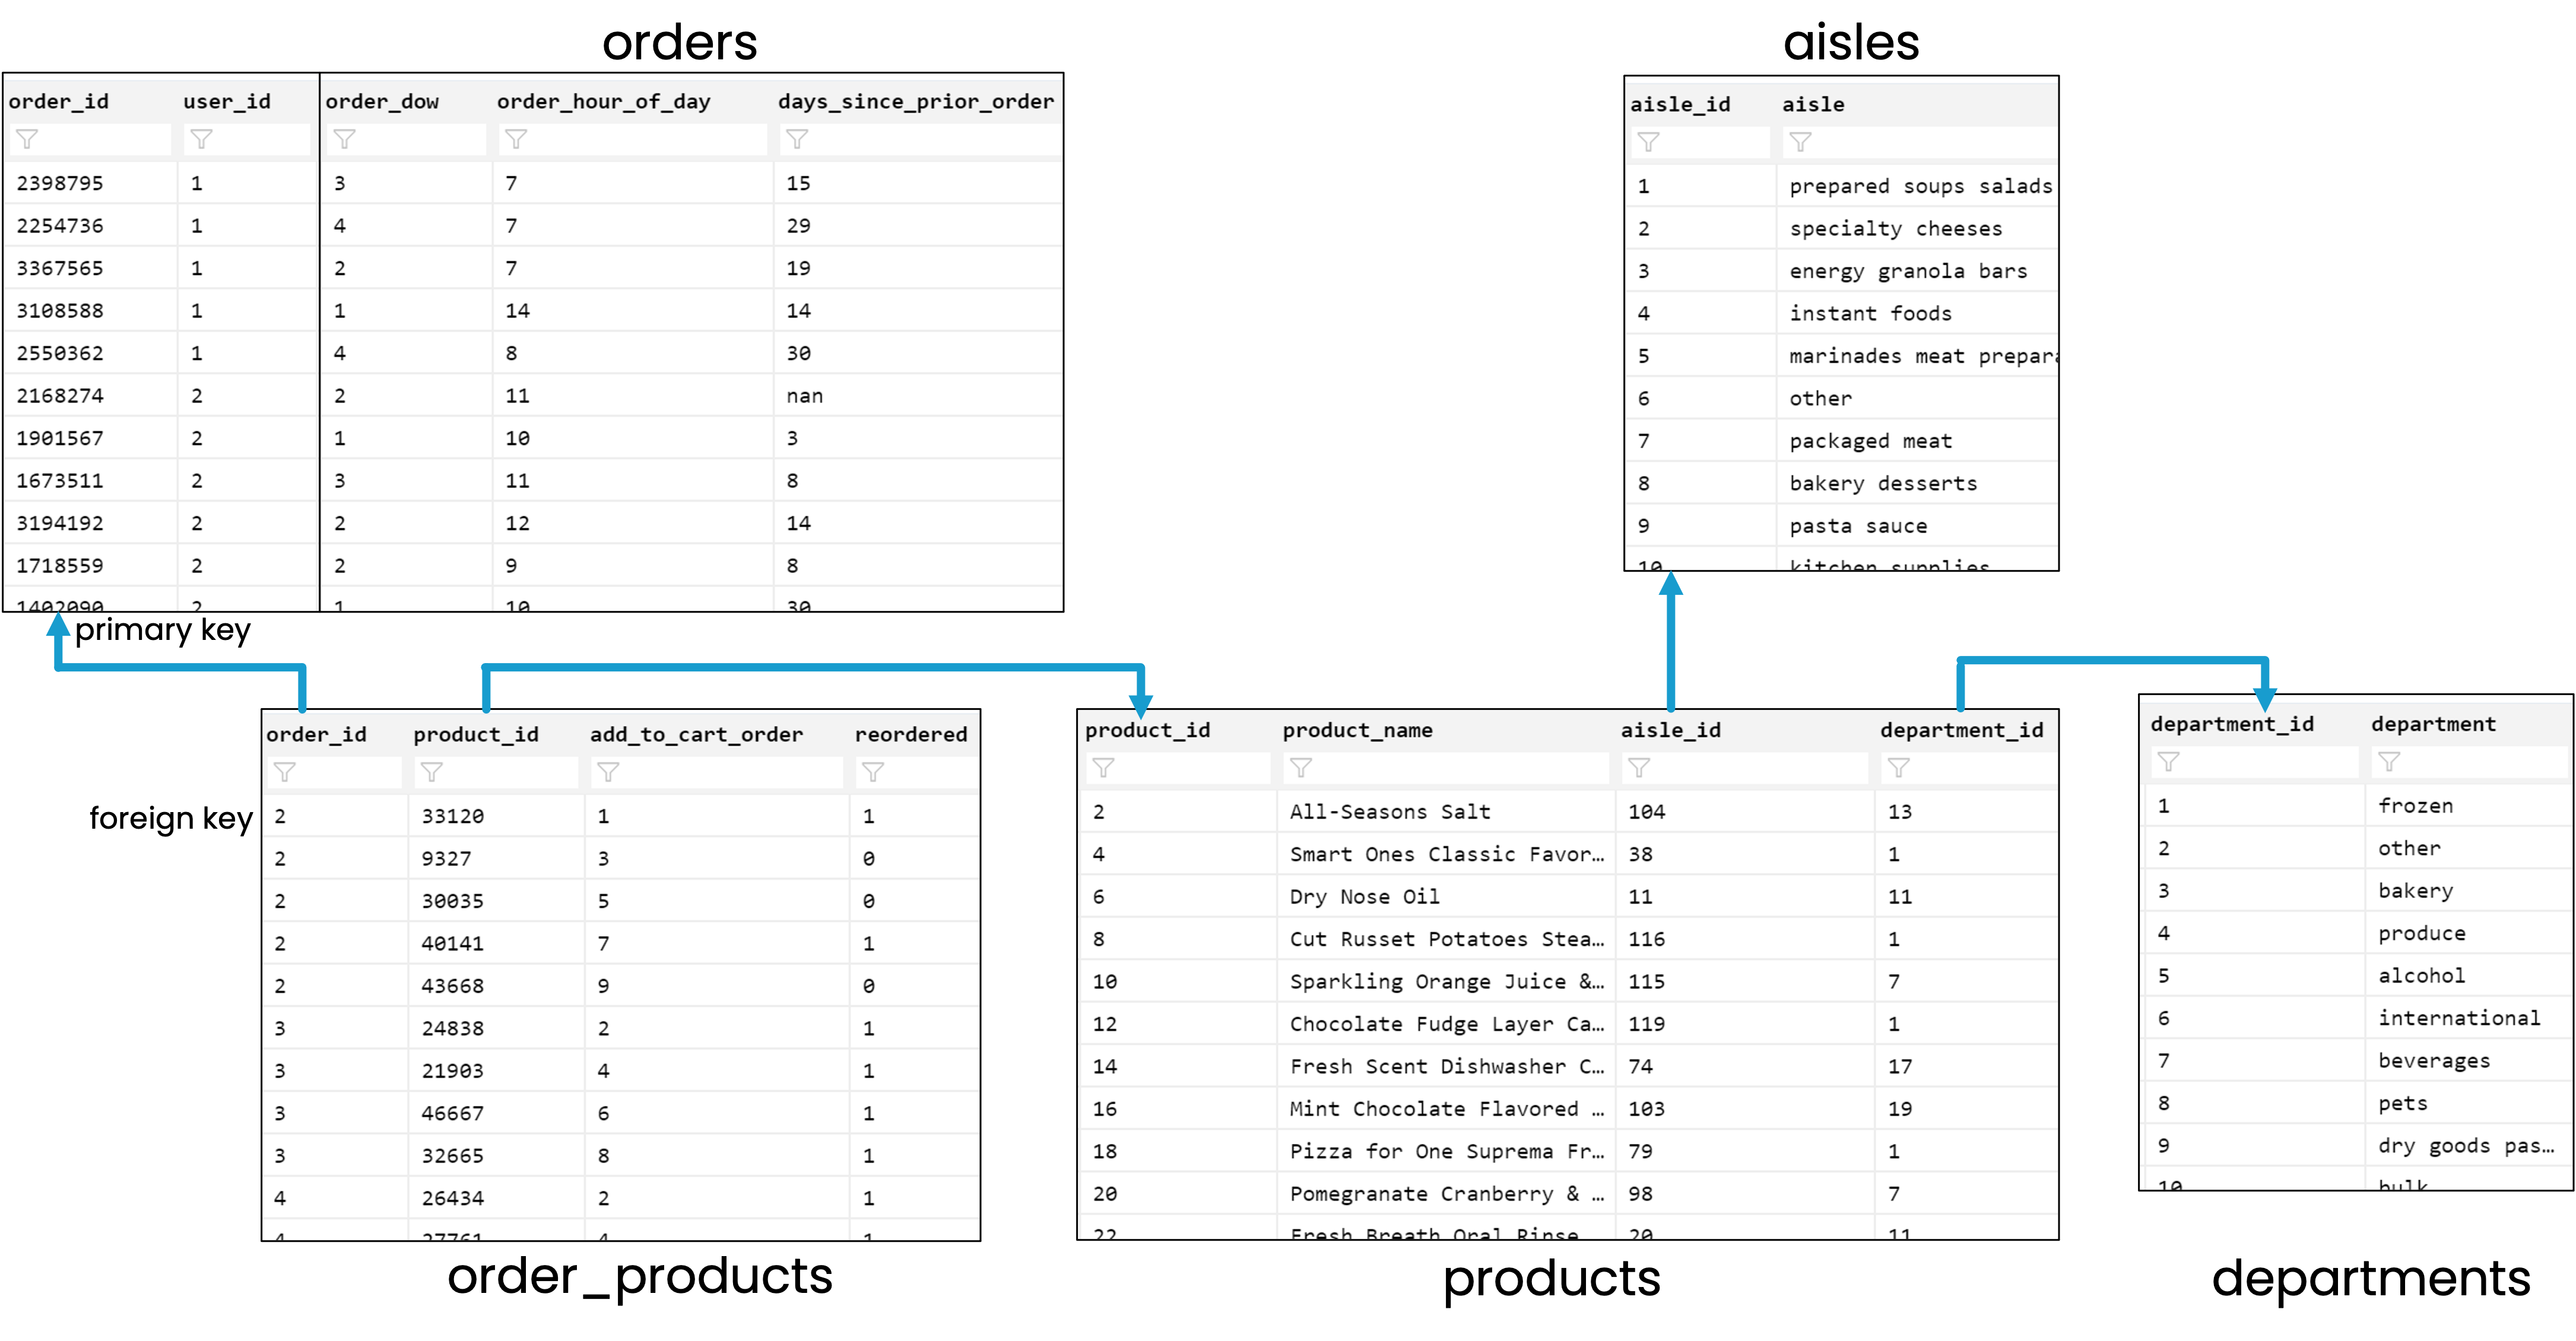 orders
order_id user_id order_dow order_hour_of_day days_since_prior_order
2398795 1 3 7 15
2254736 1 4 7 29
3367565 1 2 7 19
3108588 1 1 14 14
2550362 1 4 8 30
2168274 2 2 11 nan
1901567 2 1 10 3
1673511 2 3 11 8
3194192 2 2 12 14
1718559 2 2 9 8
1402090 2 1 10 30
primary key
aisles
aisle_id aisle
1 prepared soups salads
2 specialty cheeses
3 energy granola bars
4 instant foods
5 marinades meat prepara
6 other
7 packaged meat
8 bakery desserts
9 pasta sauce
10 kitchen supplies
foreign key
order_id product_id add_to_cart_order reordered
2 33120 1 1
2 9327 3 0
2 30035 5 0
2 40141 7 1
2 43668 9 0
3 24838 2 1
3 21903 4 1
3 46667 6 1
3 32665 8 1
4 26434 2 1
4 27761 4 1
order_products
product_id product_name aisle_id department_id
2 All-Seasons Salt 104 13
4 Smart Ones Classic Favor… 38 1
6 Dry Nose Oil 11 11
8 Cut Russet Potatoes Stea… 116 1
10 Sparkling Orange Juice &… 115 7
12 Chocolate Fudge Layer Ca… 119 1
14 Fresh Scent Dishwasher C… 74 17
16 Mint Chocolate Flavored … 103 19
18 Pizza for One Suprema Fr… 79 1
20 Pomegranate Cranberry & … 98 7
22 Fresh Breath Oral Rinse 20 11
products
department_id department
1 frozen
2 other
3 bakery
4 produce
5 alcohol
6 international
7 beverages
8 pets
9 dry goods pas…
10 bulk
departments